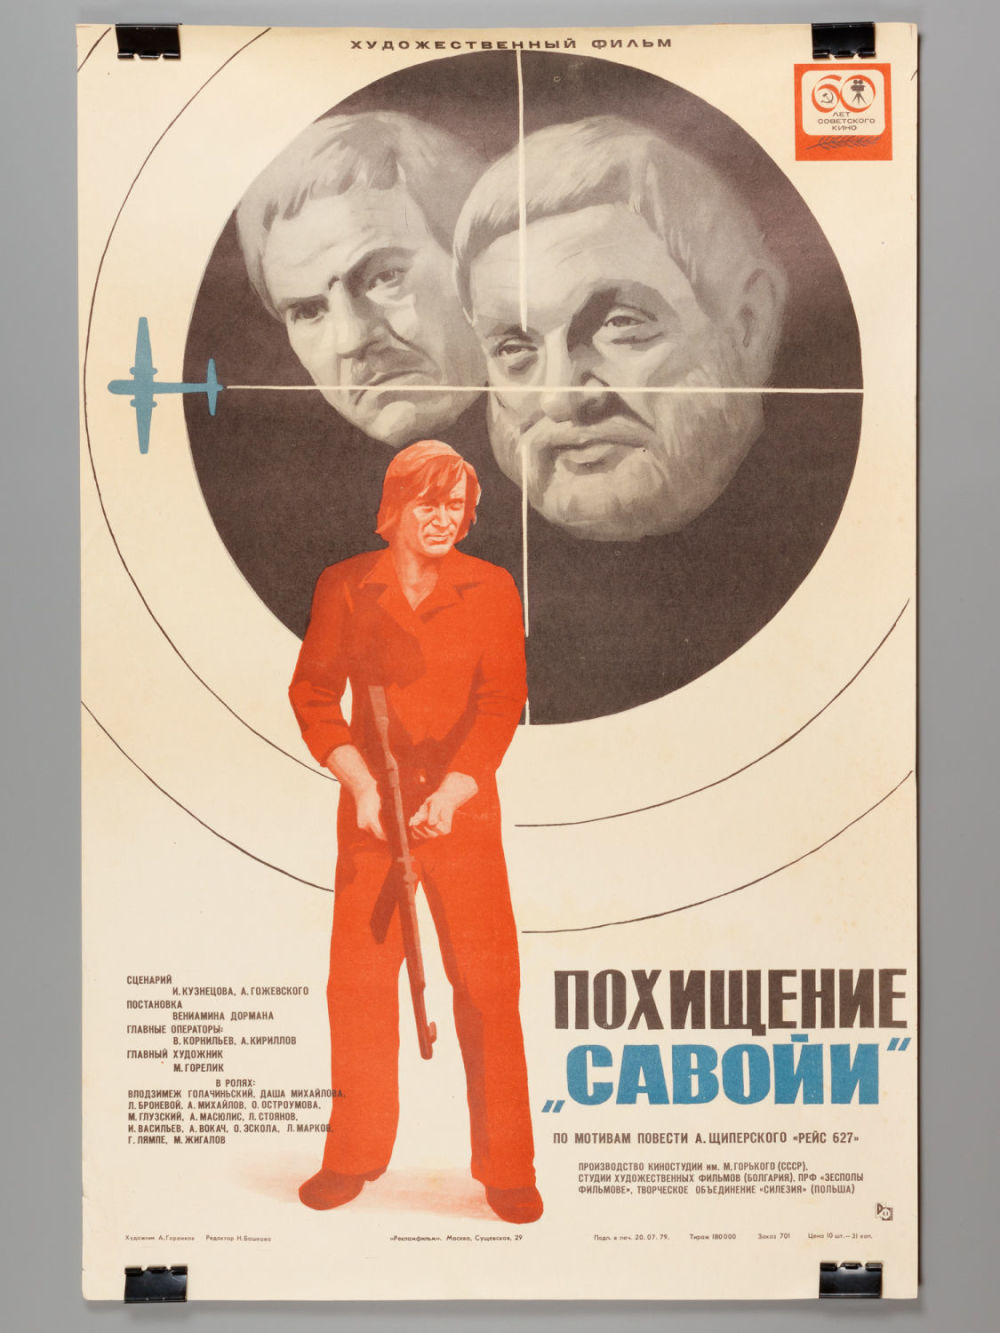 ХУДОЖЕСТВЕННЫЙ ФИЛЬМ
60
ЛЕТ
СОВЕТСКОГО
КИНО
СЦЕНАРИЙ
И. КУЗНЕЦОВА, А. ГОЖЕВСКОГО
ПОСТАНОВКА
ВЕНИАМИНА ДОРМАНА
ГЛАВНЫЕ ОПЕРАТОРЫ:
В. КОРНИЛЬЕВ, А. КИРИЛЛОВ
ГЛАВНЫЙ ХУДОЖНИК
М. ГОРЕЛИК
В РОЛЯХ:
ВЛОДЗИМЕЖ ГОЛАЧИНЬСКИЙ, ДАША МИХАЙЛОВА,
Л. БРОНЕВОЙ, А. МИХАЙЛОВ, О. ОСТРОУМОВА,
М. ГЛУЗСКИЙ, А. МАСЮЛИС, Л. СТОЯНОВ,
И. ВАСИЛЬЕВ, А. ВОКАЧ, О. ЭСКОЛА, Л. МАРКОВ,
Г. ЛЯМПЕ, М. ЖИГАЛОВ
ПОХИЩЕНИЕ
„САВОЙИ"
ПО МОТИВАМ ПОВЕСТИ А. ЩИПЕРСКОГО «РЕЙС 627»
ПРОИЗВОДСТВО КИНОСТУДИИ им. М. ГОРЬКОГО (СССР),
СТУДИИ ХУДОЖЕСТВЕННЫХ ФИЛЬМОВ (БОЛГАРИЯ), ПРФ «ЗЕСПОЛЫ
ФИЛЬМОВЕ», ТВОРЧЕСКОЕ ОБЪЕДИНЕНИЕ «СИЛЕЗИЯ» (ПОЛЬША)
Художник А. Горенков Редактор Н. Башкова «Рекламфильм». Москва, Сущевская, 29 Подп. в печ. 20. 07. 79. Тираж 180000 Заказ 701 Цена 10 шт.—31 коп.